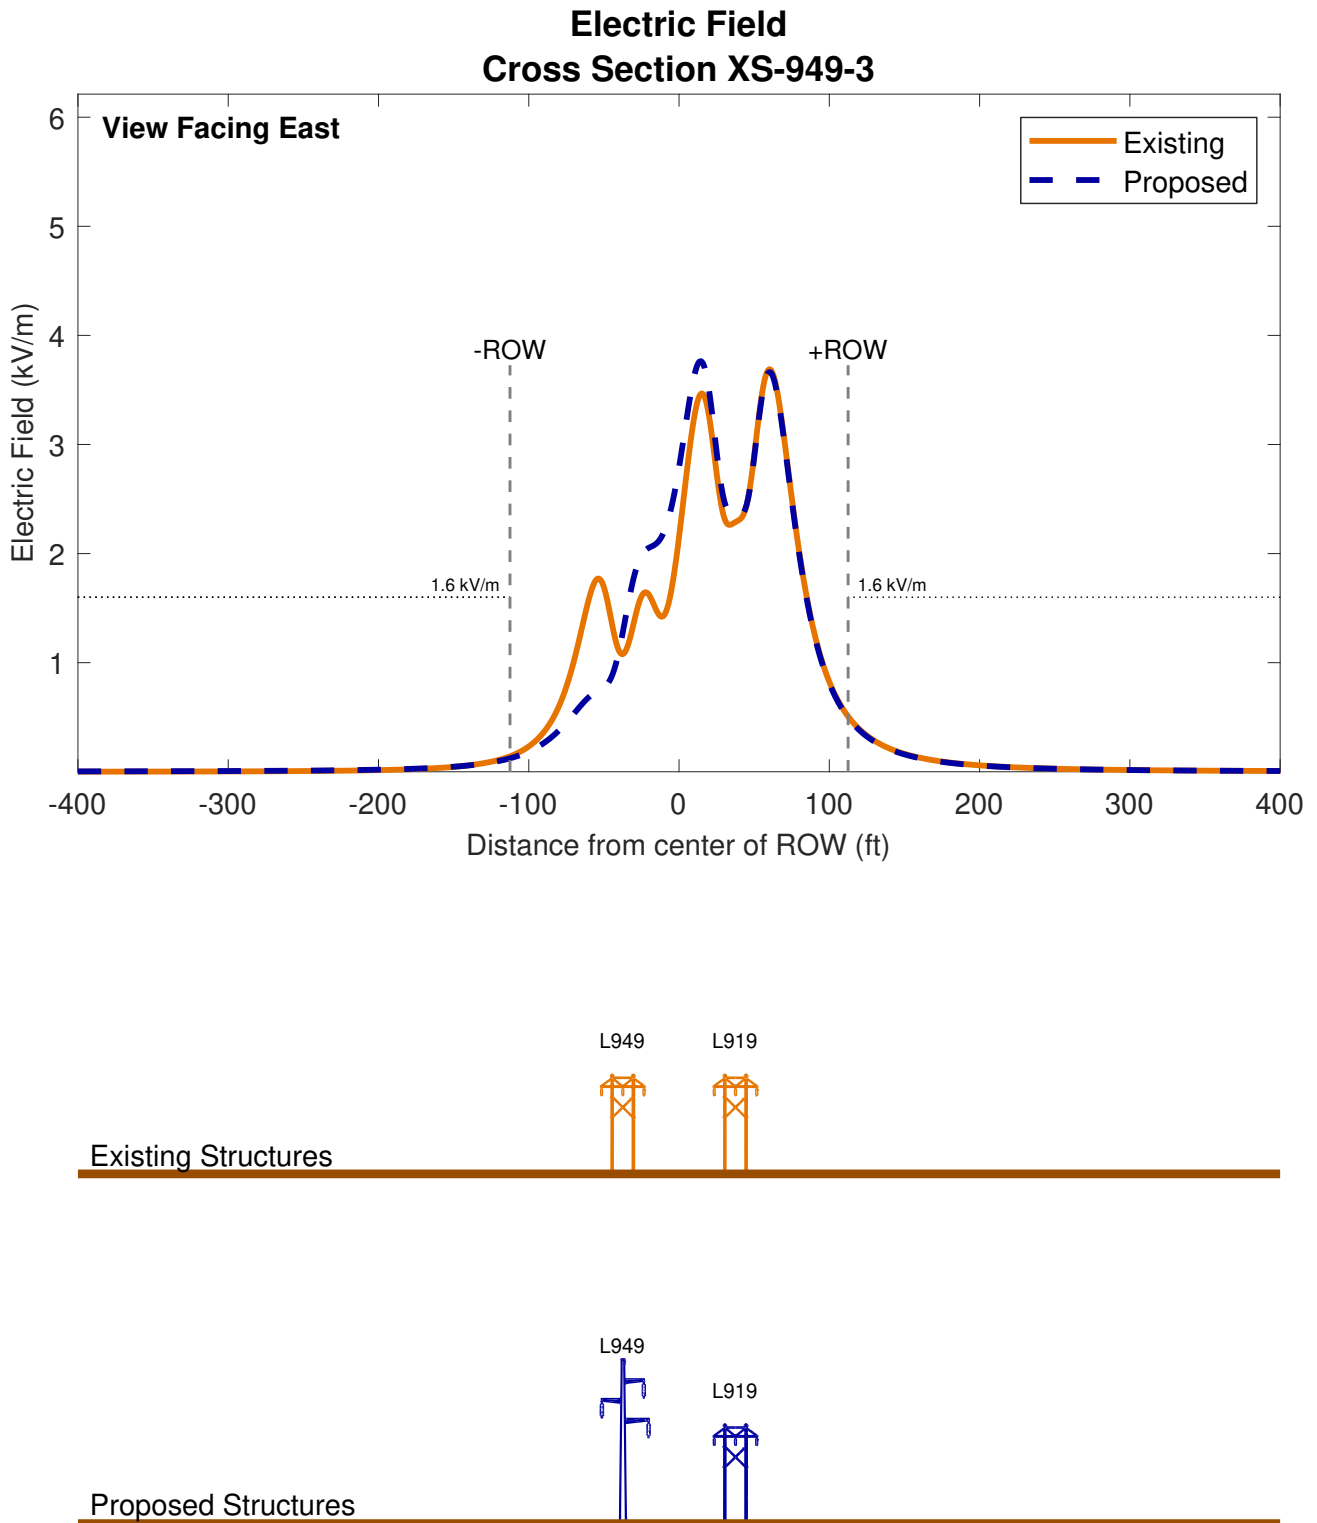 Electric Field
Cross Section XS-949-3
View Facing East
Existing
Proposed
6
5
4
3
2
1
Electric Field (kV/m)
-ROW
+ROW
1.6 kV/m
1.6 kV/m
-400
-300
-200
-100
0
100
200
300
400
Distance from center of ROW (ft)
L949
L919
Existing Structures
L949
L919
Proposed Structures